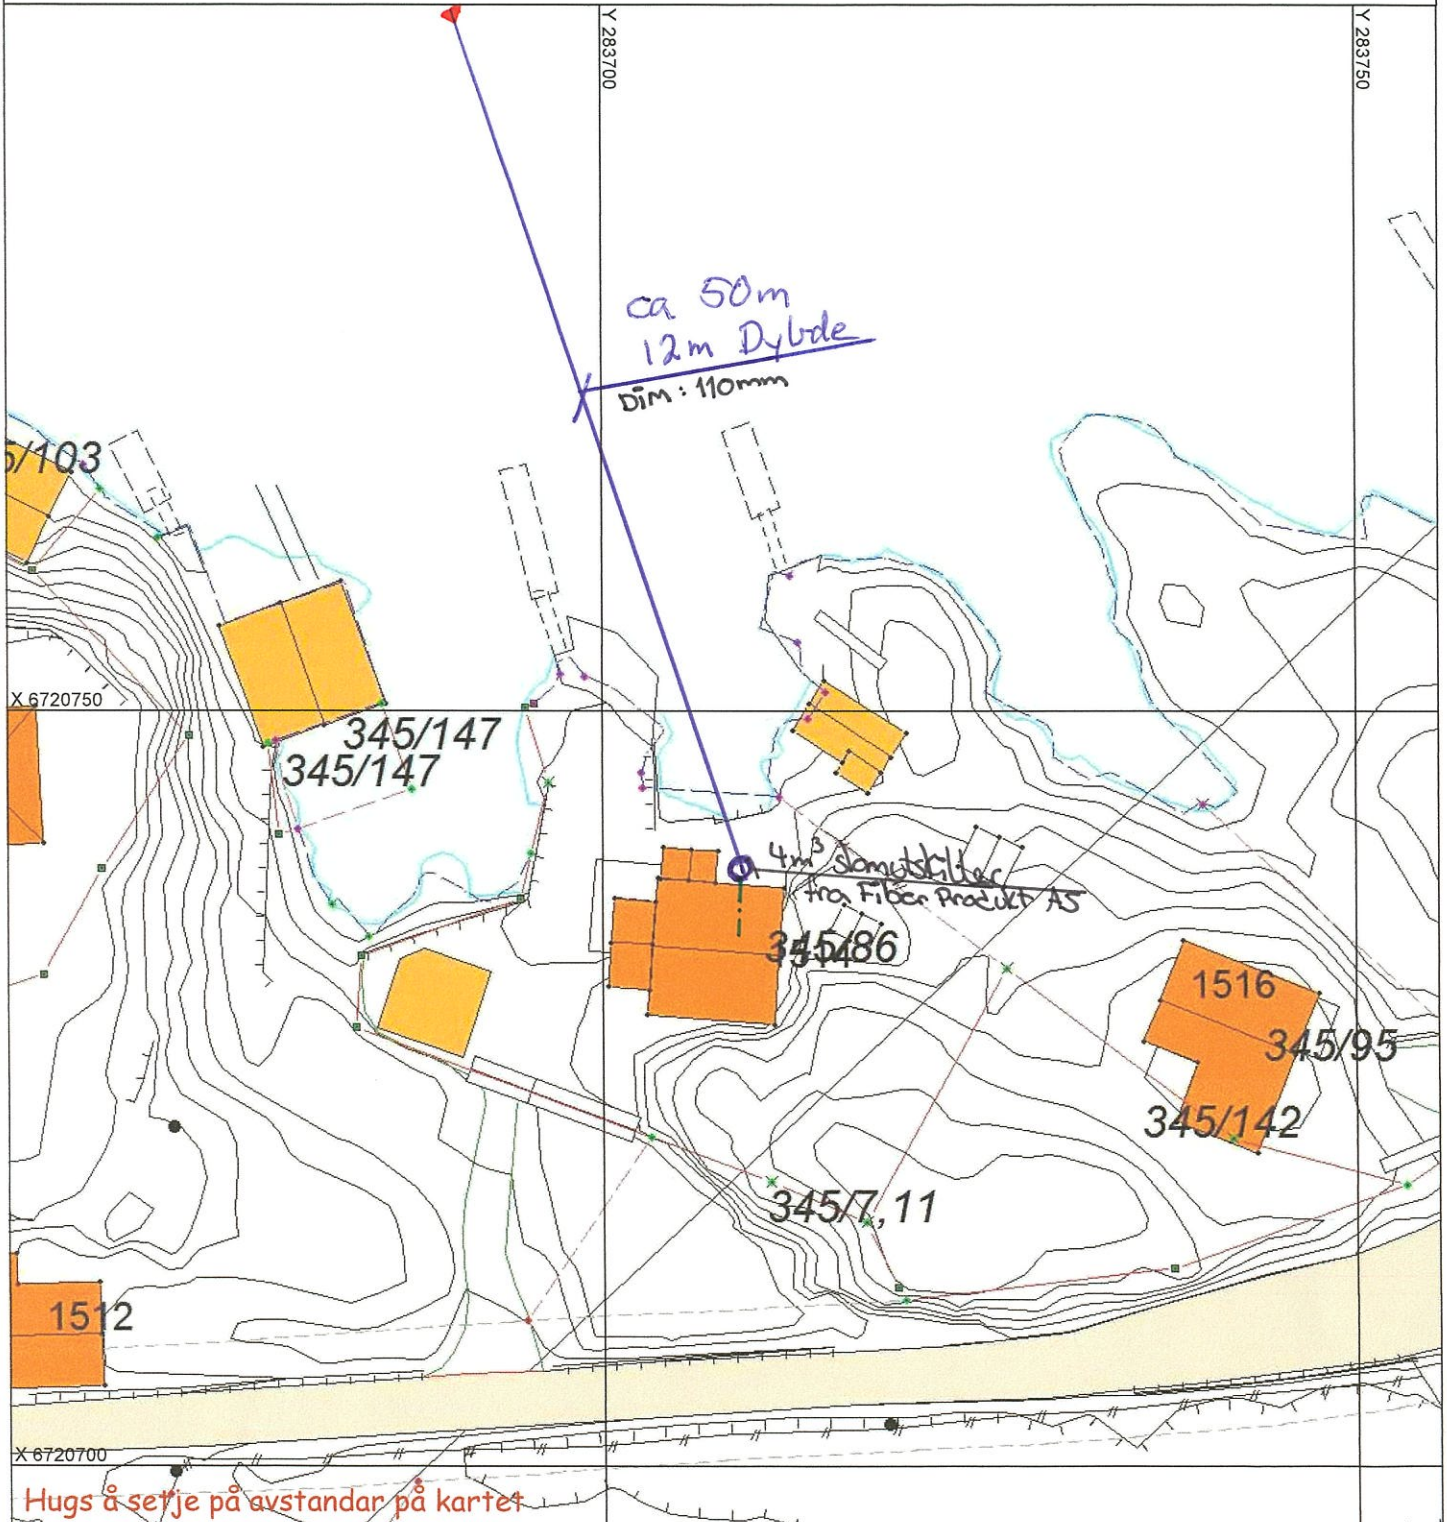 Y 283700
Y 283750
ca 50m
12m Dybde
Dim: 110mm
5/103
X 6720750
345/147
345/147
4m³ slamutskiller
fra Fiber Produkt AS
345/86
1514
1516
345/95
345/142
345/7,11
1512
X 6720700
Hugs å setje på avstandar på kartet